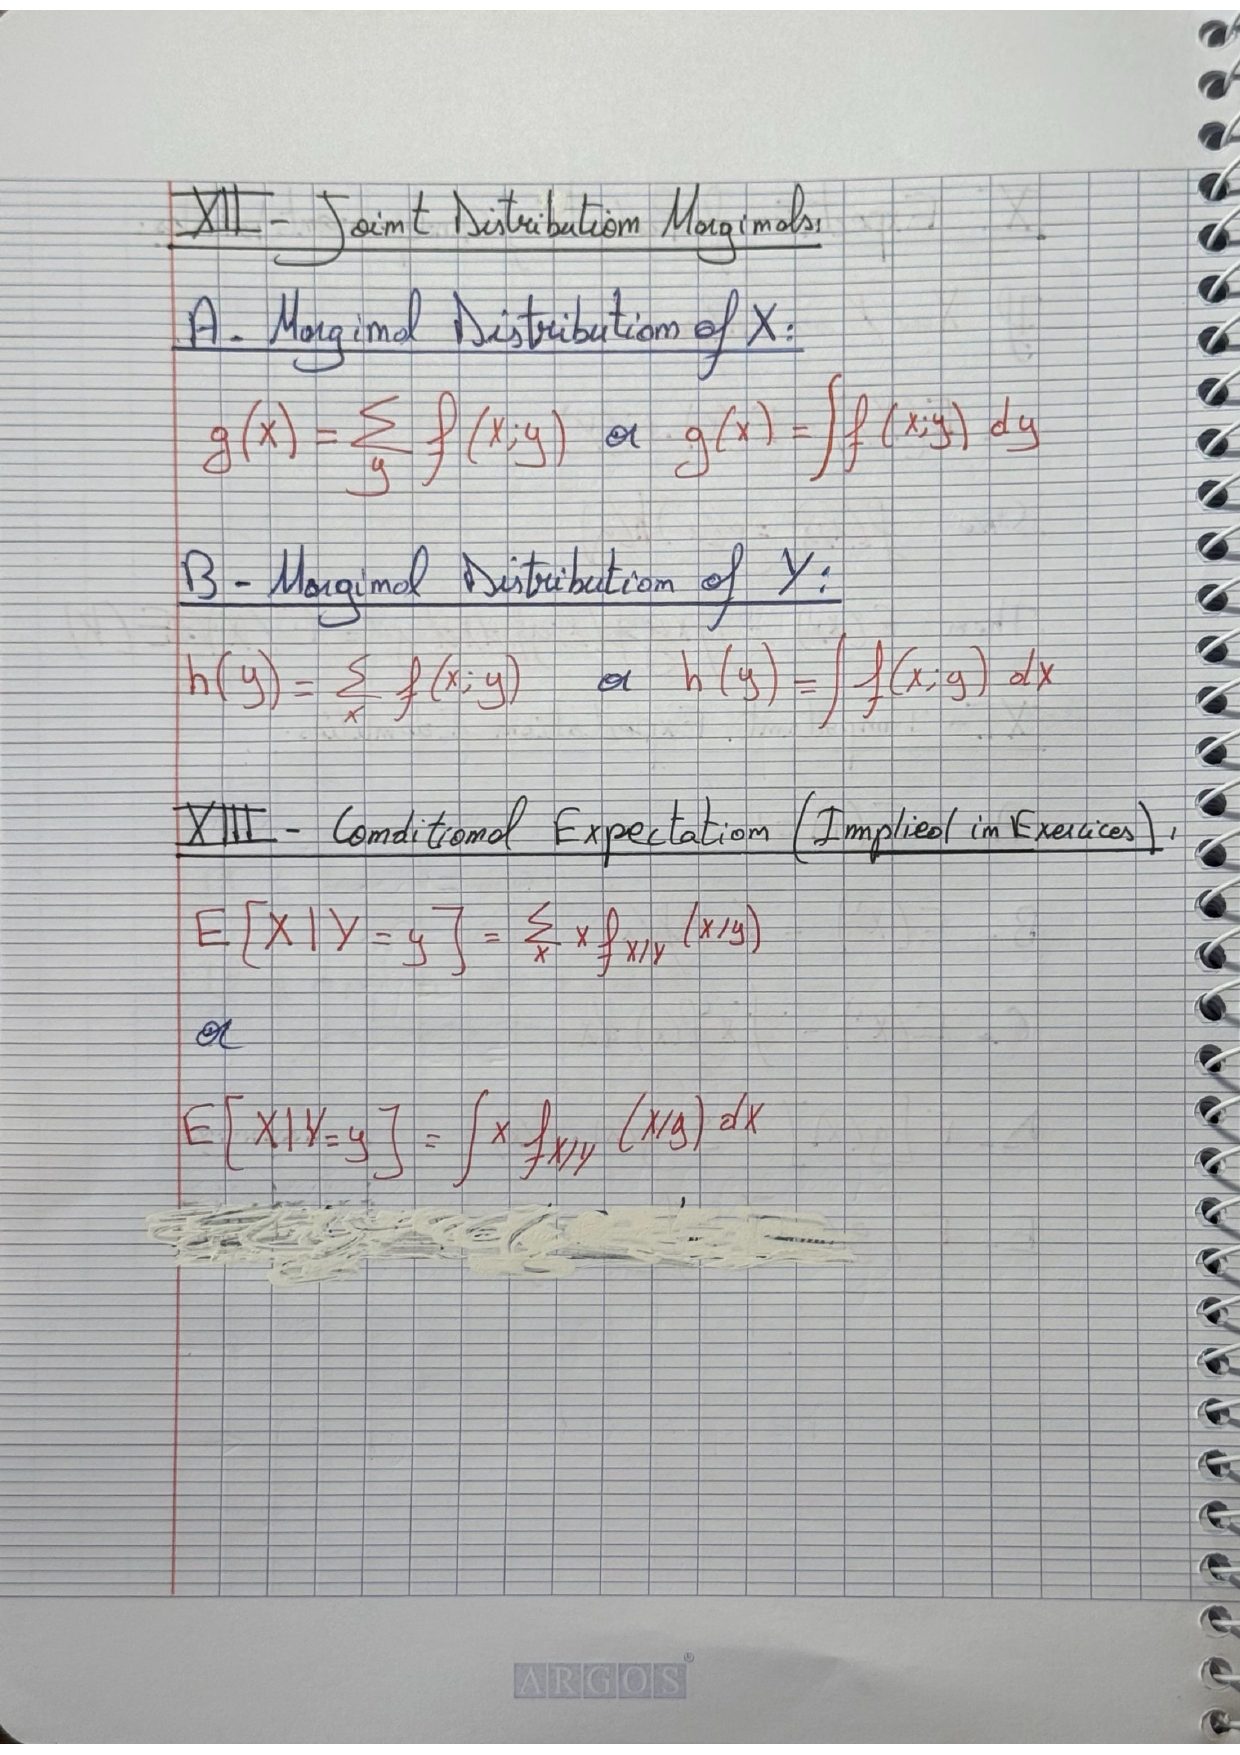 XII - Joint Distribution Marginals:
A - Marginal Distribution of X:
g(x) = Σ_y f(x;y) or g(x) = ∫ f(x;y) dy
B - Marginal Distribution of Y:
h(y) = Σ_x f(x;y) or h(y) = ∫ f(x;y) dx
XIII - Conditional Expectation (Implied in Exercices):
E[X|Y=y] = Σ_x x f_X|Y (x|y)
or
E[X|Y=y] = ∫ x f_X|Y (x|y) dx
ARGOS®